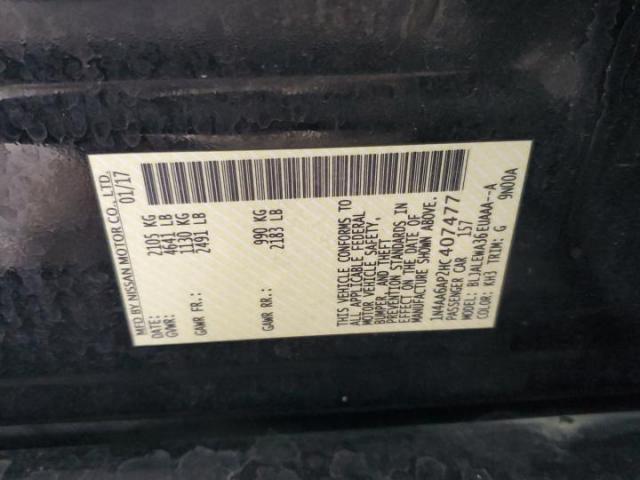 MFD BY NISSAN MOTOR CO., LTD.
DATE: 01/17
GVWR: 2105 KG
4641 LB
GAWR FR: 1130 KG
2491 LB
GAWR RR: 990 KG
2183 LB
THIS VEHICLE CONFORMS TO
ALL APPLICABLE FEDERAL
MOTOR VEHICLE SAFETY,
BUMPER, AND THEFT
PREVENTION STANDARDS IN
EFFECT ON THE DATE OF
MANUFACTURE SHOWN ABOVE.
1N4AA6AP2HC407477
PASSENGER CAR 157
MODEL: BL3ALEWA36EUAAA--A
COLOR: KH3 TRIM: G 9N00A